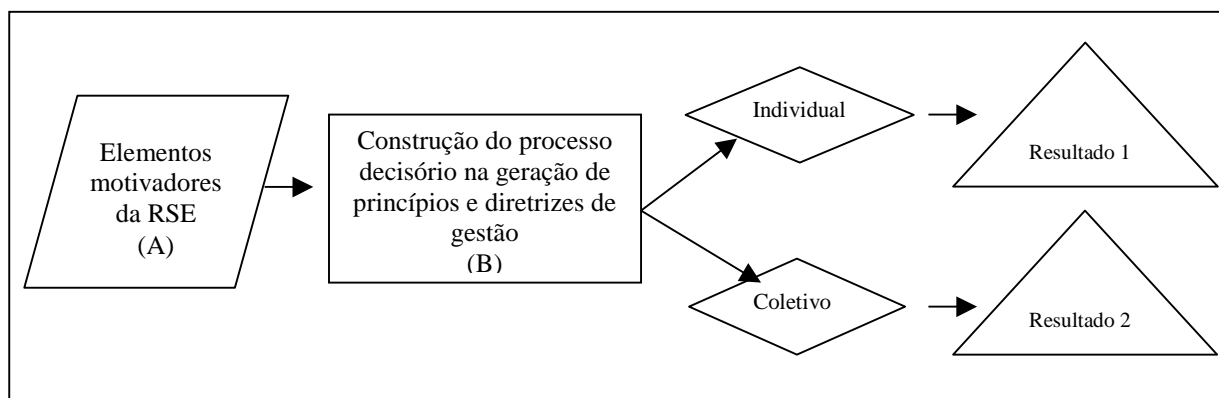 Elementos
motivadores
da RSE
(A)
Construção do processo
decisório na geração de
princípios e diretrizes de
gestão
(B)
Individual
Resultado 1
Coletivo
Resultado 2